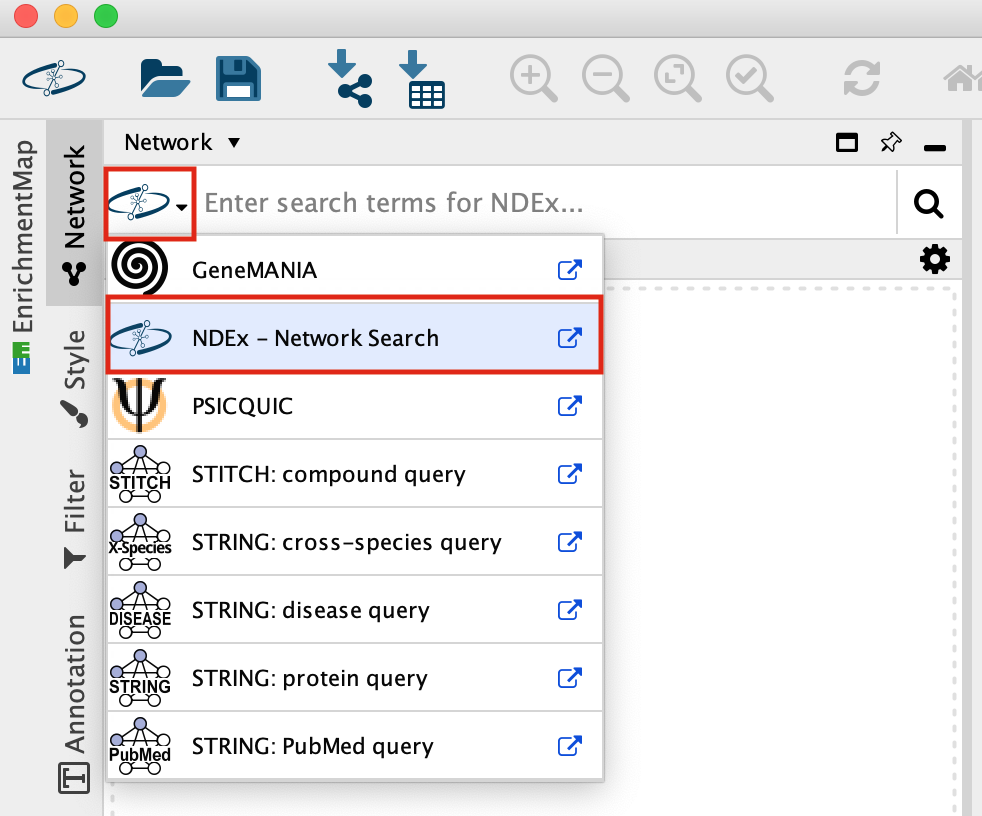 EnrichmentMap
EM
Network
Style
Filter
Annotation
T
Network
Enter search terms for NDEx...
GeneMANIA
NDEx – Network Search
PSICQUIC
STITCH
STITCH: compound query
X-Species
STRING: cross-species query
DISEASE
STRING: disease query
STRING
STRING: protein query
PubMed
STRING: PubMed query